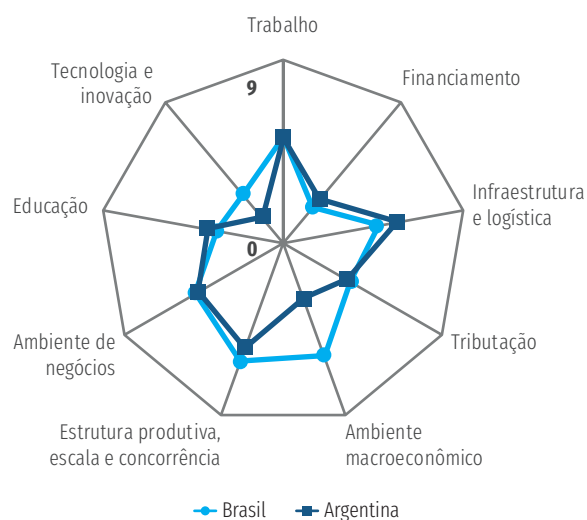 Trabalho
Tecnologia e
inovação
9
Financiamento
Educação
Infraestrutura
e logística
0
Ambiente de
negócios
Tributação
Estrutura produtiva,
escala e concorrência
Ambiente
macroeconômico
Brasil
Argentina